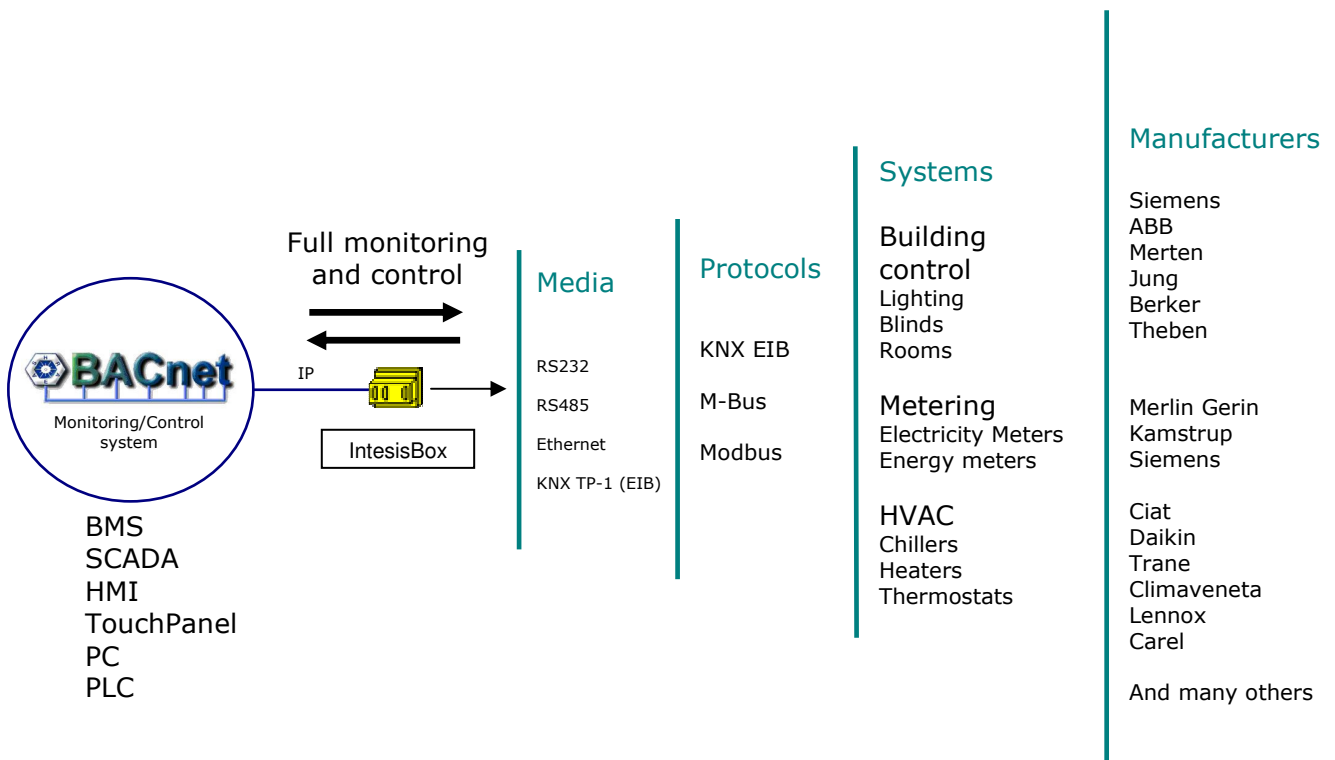 BACnet
Monitoring/Control
system
BMS
SCADA
HMI
TouchPanel
PC
PLC
Full monitoring
and control
IP
IntesisBox
Media
RS232
RS485
Ethernet
KNX TP-1 (EIB)
Protocols
KNX EIB
M-Bus
Modbus
Systems
Building
control
Lighting
Blinds
Rooms
Metering
Electricity Meters
Energy meters
HVAC
Chillers
Heaters
Thermostats
Manufacturers
Siemens
ABB
Merten
Jung
Berker
Theben
Merlin Gerin
Kamstrup
Siemens
Ciat
Daikin
Trane
Climaveneta
Lennox
Carel
And many others